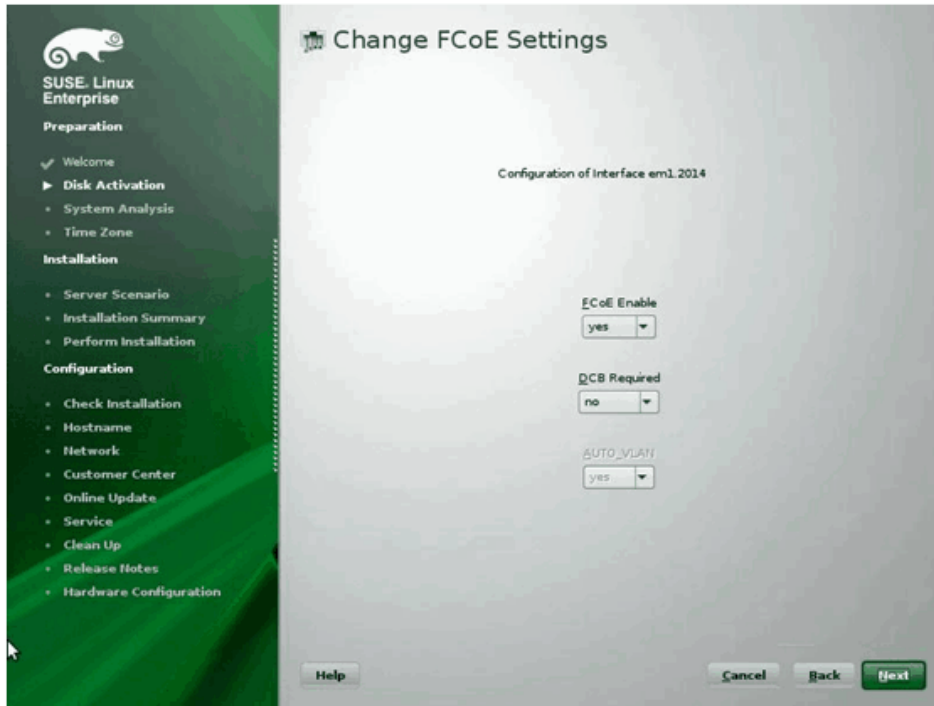 SUSE. Linux
Enterprise
Preparation
Welcome
Disk Activation
System Analysis
Time Zone
Installation
Server Scenario
Installation Summary
Perform Installation
Configuration
Check Installation
Hostname
Network
Customer Center
Online Update
Service
Clean Up
Release Notes
Hardware Configuration
Change FCoE Settings
Configuration of Interface em1.2014
FCoE Enable
yes
DCB Required
no
AUTO_VLAN
yes
Help
Cancel
Back
Next